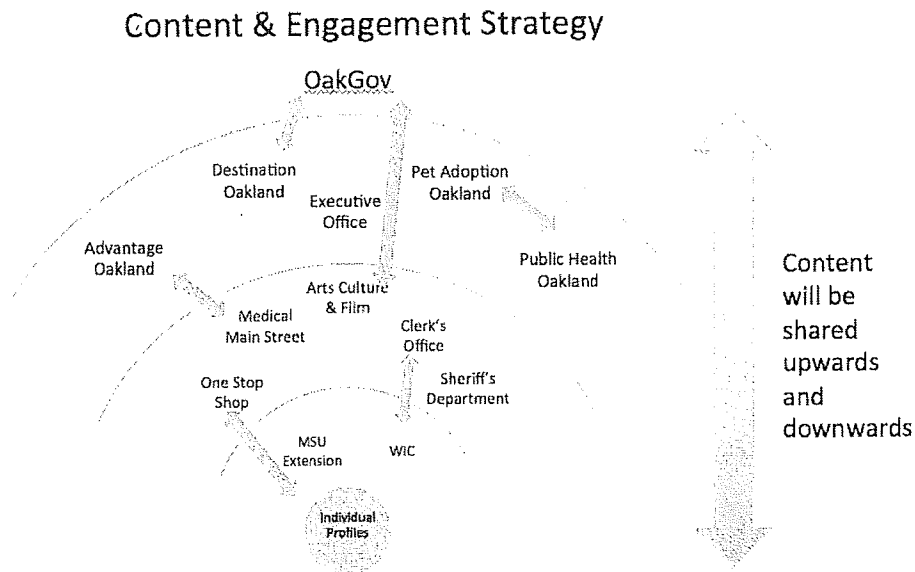 Content & Engagement Strategy
OakGov
Destination
Oakland
Executive
Office
Pet Adoption
Oakland
Advantage
Oakland
Public Health
Oakland
Arts Culture
& Film
Medical
Main Street
Clerk's
Office
One Stop
Shop
Sheriff's
Department
MSU
Extension
WIC
Individual
Profiles
Content
will be
shared
upwards
and
downwards